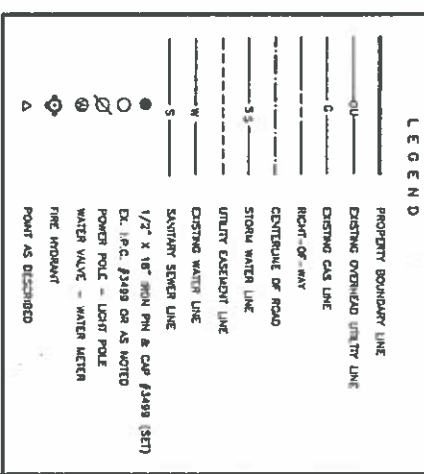 LEGEND
PROPERTY BOUNDARY LINE
OU EXISTING OVERHEAD UTILITY LINE
G EXISTING GAS LINE
RIGHT-OF-WAY
CENTERLINE OF ROAD
SS STORM WATER LINE
UTILITY EASEMENT LINE
W EXISTING WATER LINE
S SANITARY SEWER LINE
1/2" X 18" IRON PIN & CAP #3499 (SET)
EX. I.P.C. #3499 OR AS NOTED
POWER POLE - LIGHT POLE
WATER VALVE - WATER METER
FIRE HYDRANT
POINT AS DESCRIBED